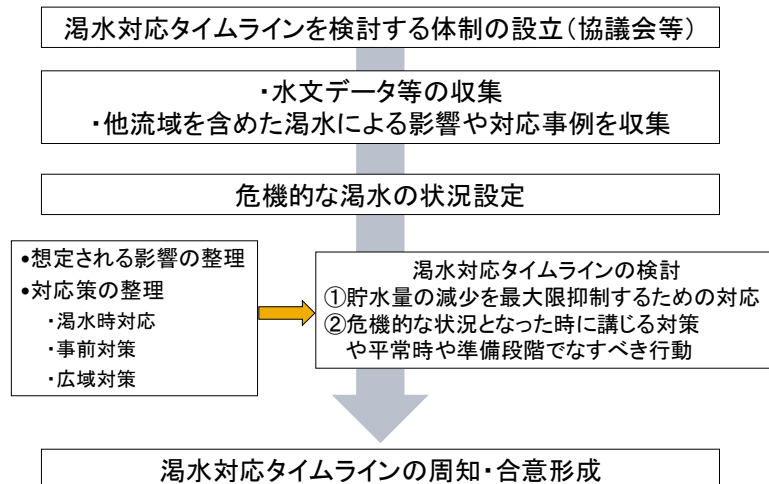 渇水対応タイムラインを検討する体制の設立(協議会等)
・水文データ等の収集
・他流域を含めた渇水による影響や対応事例を収集
危機的な渇水の状況設定
•想定される影響の整理
•対応策の整理
・渇水時対応
・事前対策
・広域対策
渇水対応タイムラインの検討
①貯水量の減少を最大限抑制するための対応
②危機的な状況となった時に講じる対策
や平常時や準備段階でなすべき行動
渇水対応タイムラインの周知・合意形成